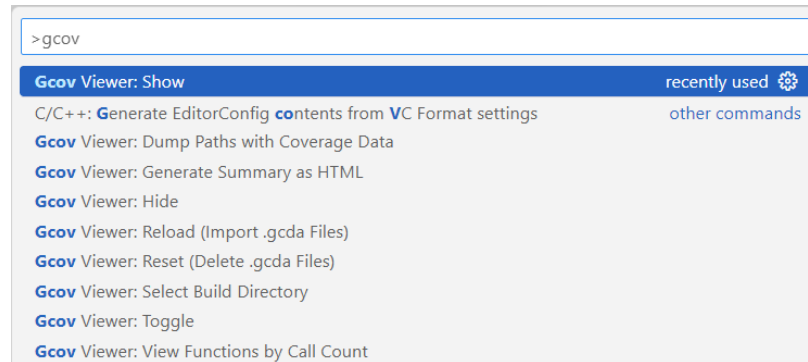 >gcov
Gcov Viewer: Show recently used
C/C++: Generate EditorConfig contents from VC Format settings other commands
Gcov Viewer: Dump Paths with Coverage Data
Gcov Viewer: Generate Summary as HTML
Gcov Viewer: Hide
Gcov Viewer: Reload (Import .gcda Files)
Gcov Viewer: Reset (Delete .gcda Files)
Gcov Viewer: Select Build Directory
Gcov Viewer: Toggle
Gcov Viewer: View Functions by Call Count